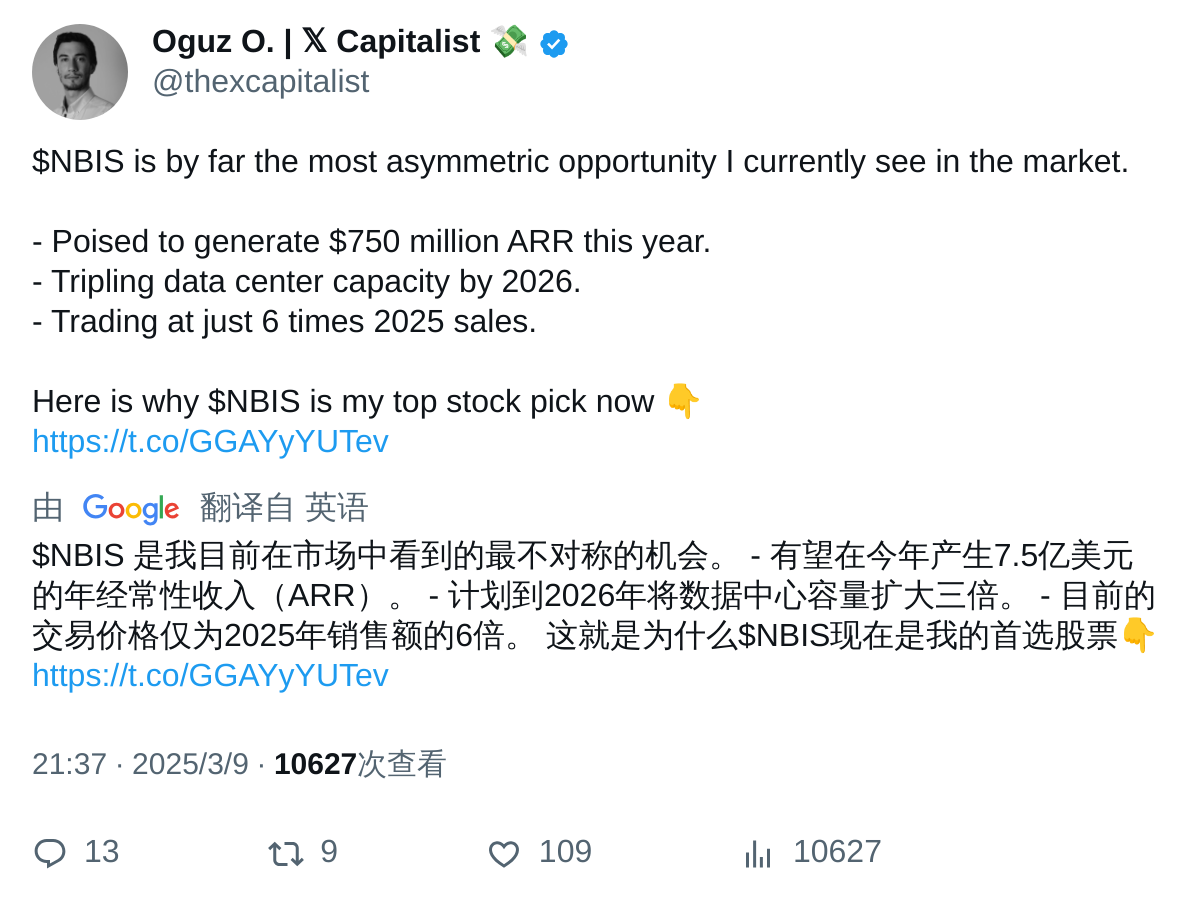 Oguz O. | 𝕏 Capitalist 💸
@thexcapitalist
$NBIS is by far the most asymmetric opportunity I currently see in the market.
- Poised to generate $750 million ARR this year.
- Tripling data center capacity by 2026.
- Trading at just 6 times 2025 sales.
Here is why $NBIS is my top stock pick now 👇
https://t.co/GGAYyYUTev
由 Google 翻译自 英语
$NBIS 是我目前在市场中看到的最不对称的机会。 - 有望在今年产生7.5亿美元
的年经常性收入（ARR）。 - 计划到2026年将数据中心容量扩大三倍。 - 目前的
交易价格仅为2025年销售额的6倍。 这就是为什么$NBIS现在是我的首选股票👇
https://t.co/GGAYyYUTev
21:37 · 2025/3/9 · 10627次查看
13 9 109 10627